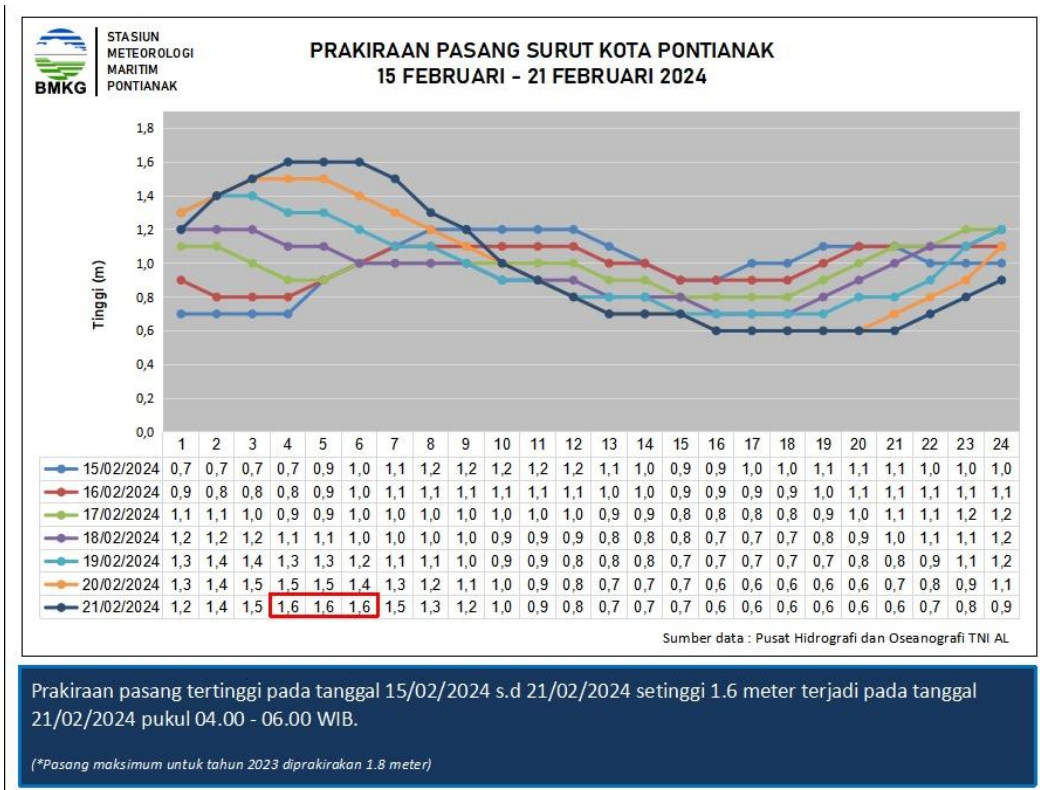 STASIUN
METEOROLOGI
MARITIM
PONTIANAK
BMKG
PRAKIRAAN PASANG SURUT KOTA PONTIANAK
15 FEBRUARI - 21 FEBRUARI 2024
Tinggi (m)
1,8
1,6
1,4
1,2
1,0
0,8
0,6
0,4
0,2
0,0
1 2 3 4 5 6 7 8 9 10 11 12 13 14 15 16 17 18 19 20 21 22 23 24
15/02/2024 0,7 0,7 0,7 0,7 0,9 1,0 1,1 1,2 1,2 1,2 1,2 1,2 1,1 1,0 0,9 0,9 1,0 1,0 1,1 1,1 1,1 1,0 1,0 1,0
16/02/2024 0,9 0,8 0,8 0,8 0,9 1,0 1,1 1,1 1,1 1,1 1,1 1,1 1,0 1,0 0,9 0,9 0,9 0,9 1,0 1,1 1,1 1,1 1,1 1,1
17/02/2024 1,1 1,1 1,0 0,9 0,9 1,0 1,0 1,0 1,0 1,0 1,0 1,0 0,9 0,9 0,8 0,8 0,8 0,8 0,9 1,0 1,1 1,1 1,2 1,2
18/02/2024 1,2 1,2 1,2 1,1 1,1 1,0 1,0 1,0 1,0 0,9 0,9 0,9 0,8 0,8 0,8 0,7 0,7 0,7 0,8 0,9 1,0 1,1 1,1 1,2
19/02/2024 1,3 1,4 1,4 1,3 1,3 1,2 1,1 1,1 1,0 0,9 0,9 0,8 0,8 0,8 0,7 0,7 0,7 0,7 0,7 0,8 0,8 0,9 1,1 1,2
20/02/2024 1,3 1,4 1,5 1,5 1,5 1,4 1,3 1,2 1,1 1,0 0,9 0,8 0,7 0,7 0,7 0,6 0,6 0,6 0,6 0,6 0,7 0,8 0,9 1,1
21/02/2024 1,2 1,4 1,5 1,6 1,6 1,6 1,5 1,3 1,2 1,0 0,9 0,8 0,7 0,7 0,7 0,6 0,6 0,6 0,6 0,6 0,6 0,7 0,8 0,9
Sumber data : Pusat Hidrografi dan Oseanografi TNI AL
Prakiraan pasang tertinggi pada tanggal 15/02/2024 s.d 21/02/2024 setinggi 1.6 meter terjadi pada tanggal
21/02/2024 pukul 04.00 - 06.00 WIB.
(*Pasang maksimum untuk tahun 2023 diprakirakan 1.8 meter)